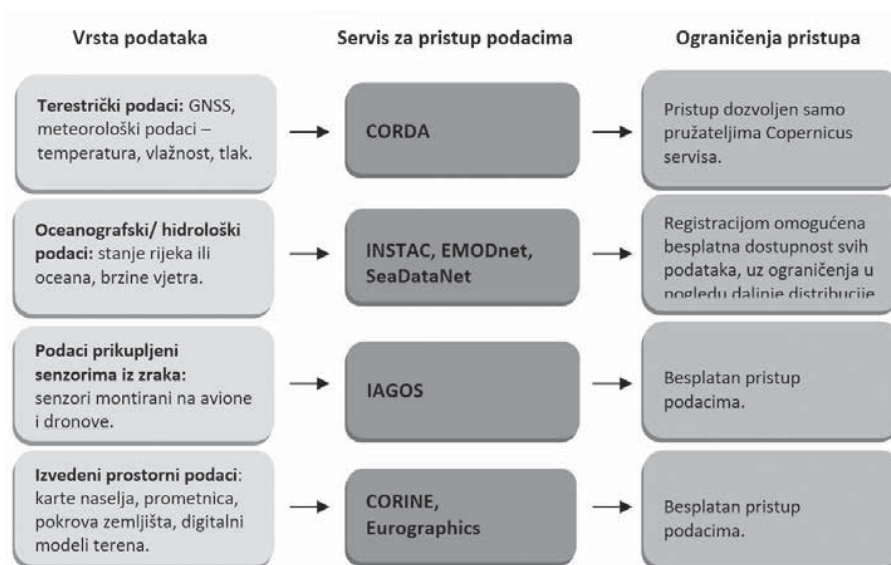 Vrsta podataka
Servis za pristup podacima
Ograničenja pristupa
Terestrički podaci: GNSS,
meteorološki podaci –
temperatura, vlažnost, tlak.
CORDA
Pristup dozvoljen samo
pružateljima Copernicus
servisa.
Oceanografski/ hidrološki
podaci: stanje rijeka ili
oceana, brzine vjetra.
INSTAC, EMODnet,
SeaDataNet
Registracijom omogućena
besplatna dostupnost svih
podataka, uz ograničenja u
pogledu daljnje distribucije
Podaci prikupljeni
senzorima iz zraka:
senzori montirani na avione
i dronove.
IAGOS
Besplatan pristup
podacima.
Izvedeni prostorni podaci:
karte naselja, prometnica,
pokrova zemljišta, digitalni
modeli terena.
CORINE,
Eurographics
Besplatan pristup
podacima.